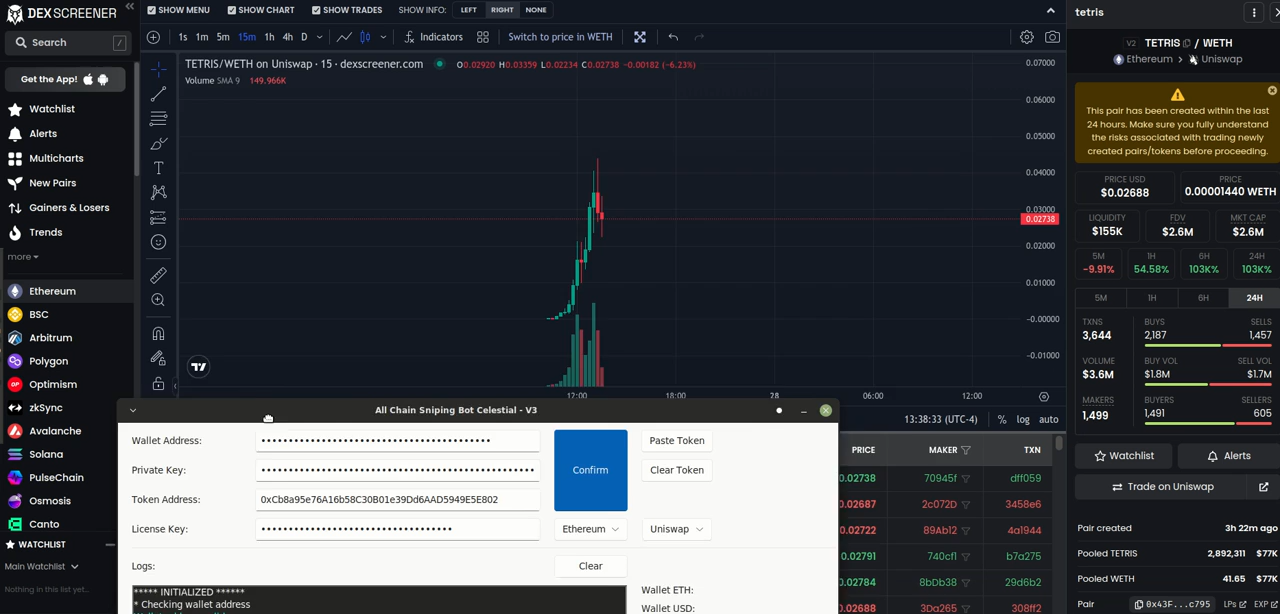 DEX SCREENER
Search /
Get the App!
Watchlist
Alerts
Multicharts
New Pairs
Gainers & Losers
Trends
more
Ethereum
BSC
Arbitrum
Polygon
Optimism
zkSync
Avalanche
Solana
PulseChain
Osmosis
Canto
WATCHLIST
Main Watchlist
Nothing in this list yet...
SHOW MENU SHOW CHART SHOW TRADES SHOW INFO: LEFT RIGHT NONE
1s 1m 5m 15m 1h 4h D Indicators Switch to price in WETH
TETRIS/WETH on Uniswap · 15 · dexscreener.com O0.02920 H0.03359 L0.02234 C0.02738 -0.00182 (-6.23%)
Volume SMA 9 149.966K
0.07000
0.06000
0.05000
0.04000
0.03000
0.02738
0.02000
0.01000
-0.00000
-0.01000
12:00 18:00 28 06:00 12:00
13:38:33 (UTC-4) % log auto
All Chain Sniping Bot Celestial - V3
Wallet Address:
Private Key:
Token Address: 0xCb8a95e76A16b58C30B01e39Dd6AAD5949E5E802
License Key:
Confirm
Paste Token
Clear Token
Ethereum
Uniswap
Logs:
Clear
***** INITIALIZED ******
* Checking wallet address
Wallet ETH:
Wallet USD:
PRICE MAKER TXN
0.02738 70945f dff059
0.02687 2c072D 3458e6
0.02722 89Ab12 4a1944
0.02791 740cf1 b7a275
0.02784 8bDb38 29d6b2
0.02688 3Da265 308ff2
tetris
V2 TETRIS / WETH
Ethereum > Uniswap
This pair has been created within the last
24 hours. Make sure you fully understand
the risks associated with trading newly
created pairs/tokens before proceeding.
PRICE USD
$0.02688
PRICE
0.00001440 WETH
LIQUIDITY
$155K
FDV
$2.6M
MKT CAP
$2.6M
5M
-9.91%
1H
54.58%
6H
103K%
24H
103K%
5M 1H 6H 24H
TXNS
3,644
BUYS
2,187
SELLS
1,457
VOLUME
$3.6M
BUY VOL
$1.8M
SELL VOL
$1.7M
MAKERS
1,499
BUYERS
1,491
SELLERS
605
Watchlist
Alerts
Trade on Uniswap
Pair created 3h 22m ago
Pooled TETRIS 2,892,311 $77K
Pooled WETH 41.65 $77K
Pair 0x43F...c795 LPs EXP